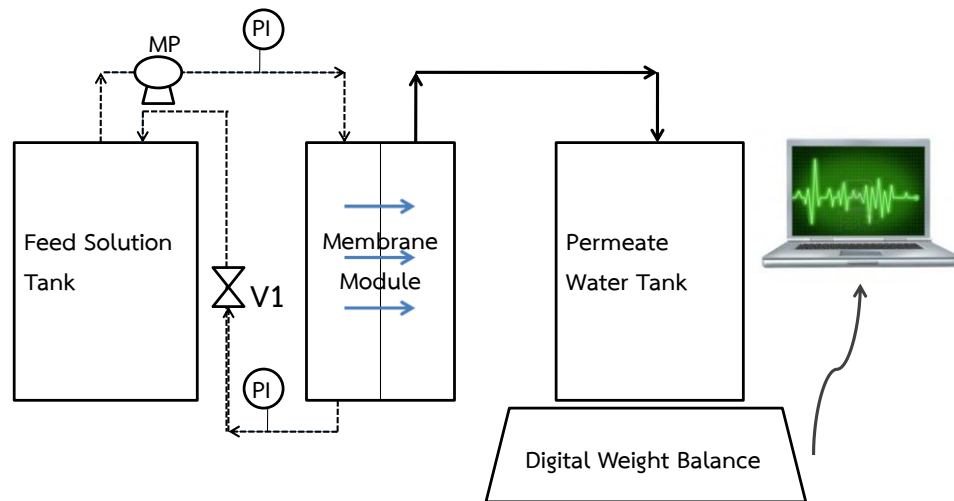 MP
PI
Feed Solution
Tank
Membrane
Module
Permeate
Water Tank
V1
PI
Digital Weight Balance